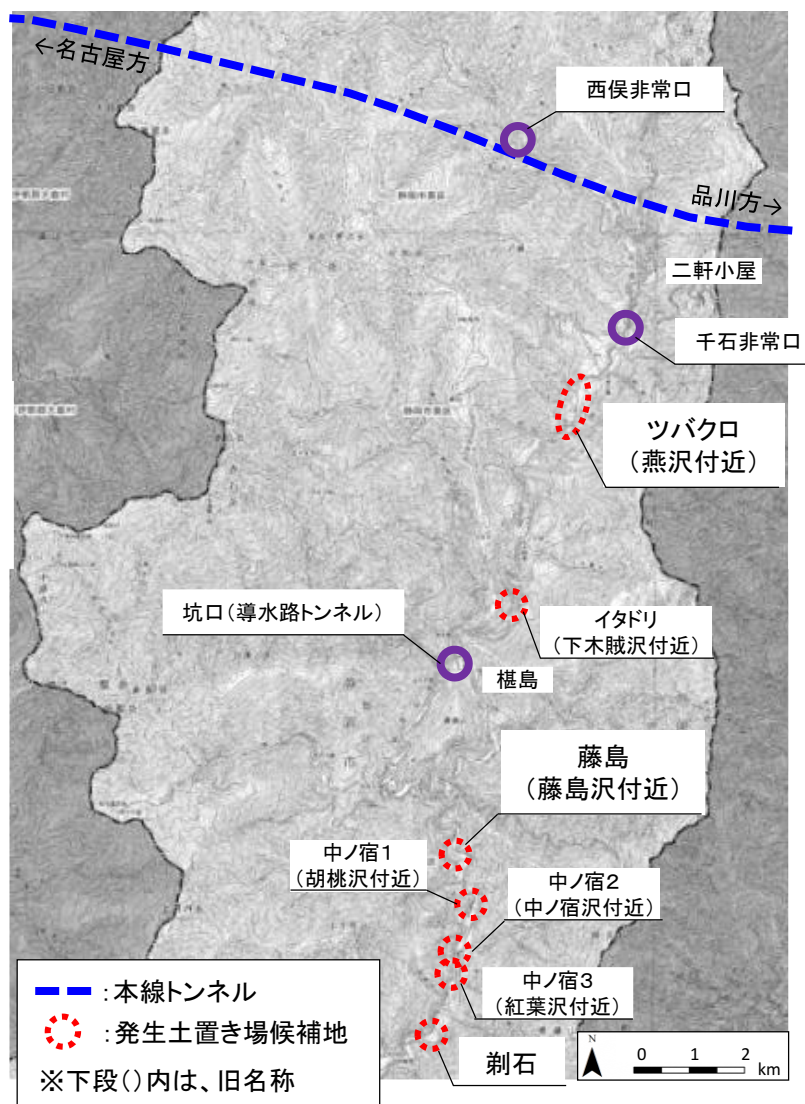 ←名古屋方
西俣非常口
品川方→
二軒小屋
千石非常口
ツバクロ
（燕沢付近）
坑口（導水路トンネル）
イタドリ
（下木賊沢付近）
椹島
藤島
（藤島沢付近）
中ノ宿１
（胡桃沢付近）
中ノ宿２
（中ノ宿沢付近）
中ノ宿３
（紅葉沢付近）
剃石
：本線トンネル
：発生土置き場候補地
※下段（）内は、旧名称
N
0 1 2
km